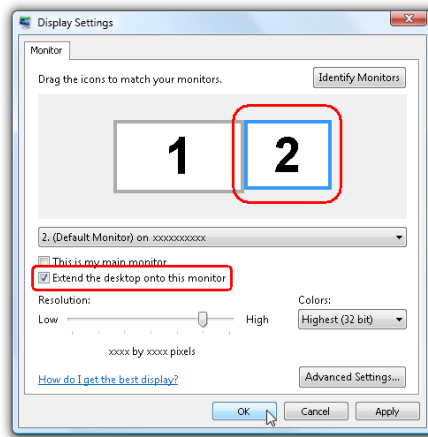 Display Settings
Monitor
Drag the icons to match your monitors.
Identify Monitors
1
2
2. (Default Monitor) on xxxxxxxxxx
This is my main monitor
Extend the desktop onto this monitor
Resolution:
Colors:
Low
High
Highest (32 bit)
xxxx by xxxx pixels
How do I get the best display?
Advanced Settings...
OK
Cancel
Apply